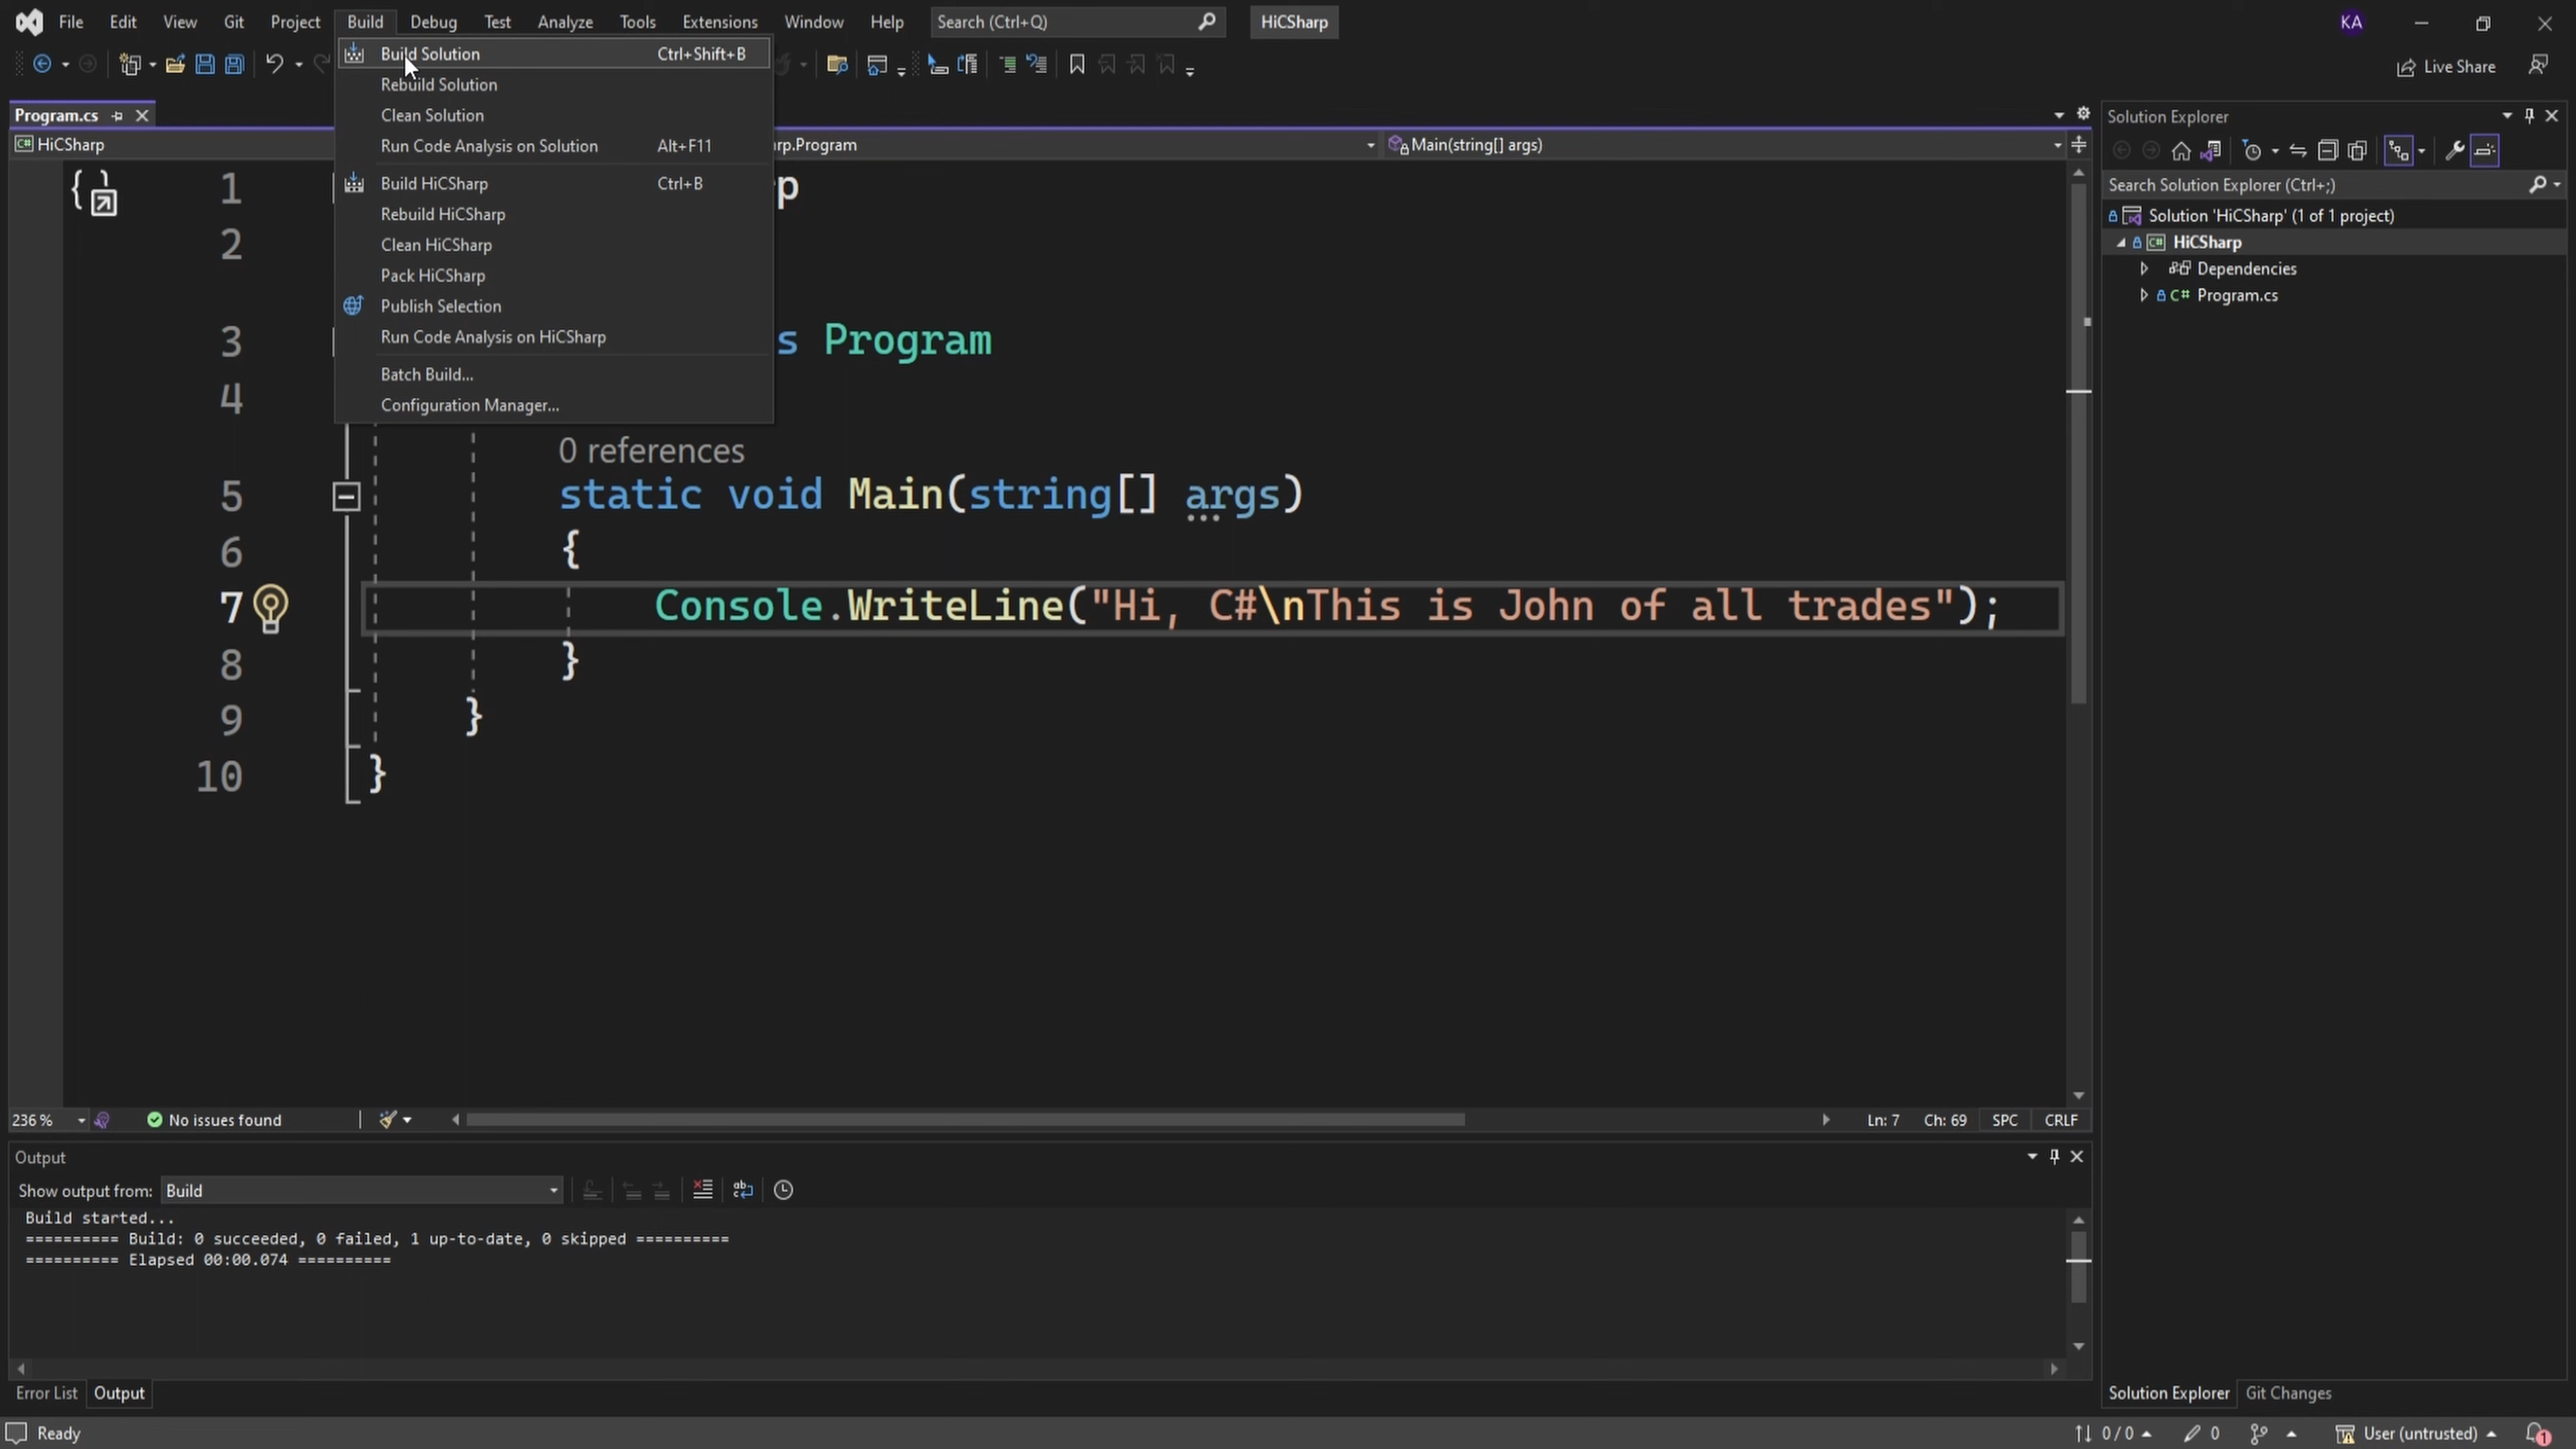 File Edit View Git Project Build Debug Test Analyze Tools Extensions Window Help Search (Ctrl+Q) HiCSharp KA
Live Share
Build Solution Ctrl+Shift+B
Rebuild Solution
Clean Solution
Run Code Analysis on Solution Alt+F11
Build HiCSharp Ctrl+B
Rebuild HiCSharp
Clean HiCSharp
Pack HiCSharp
Publish Selection
Run Code Analysis on HiCSharp
Batch Build...
Configuration Manager...
Program.cs
HiCSharp rp.Program Main(string[] args)
1 p
2
3 s Program
4
0 references
5 static void Main(string[] args)
6 {
7 Console.WriteLine("Hi, C#\nThis is John of all trades");
8 }
9 }
10 }
236 % No issues found Ln: 7 Ch: 69 SPC CRLF
Output
Show output from: Build
Build started...
========== Build: 0 succeeded, 0 failed, 1 up-to-date, 0 skipped ==========
========== Elapsed 00:00.074 ==========
Error List Output
Solution Explorer
Search Solution Explorer (Ctrl+;)
Solution 'HiCSharp' (1 of 1 project)
C# HiCSharp
Dependencies
C# Program.cs
Solution Explorer Git Changes
Ready 0 / 0 0 User (untrusted) 1